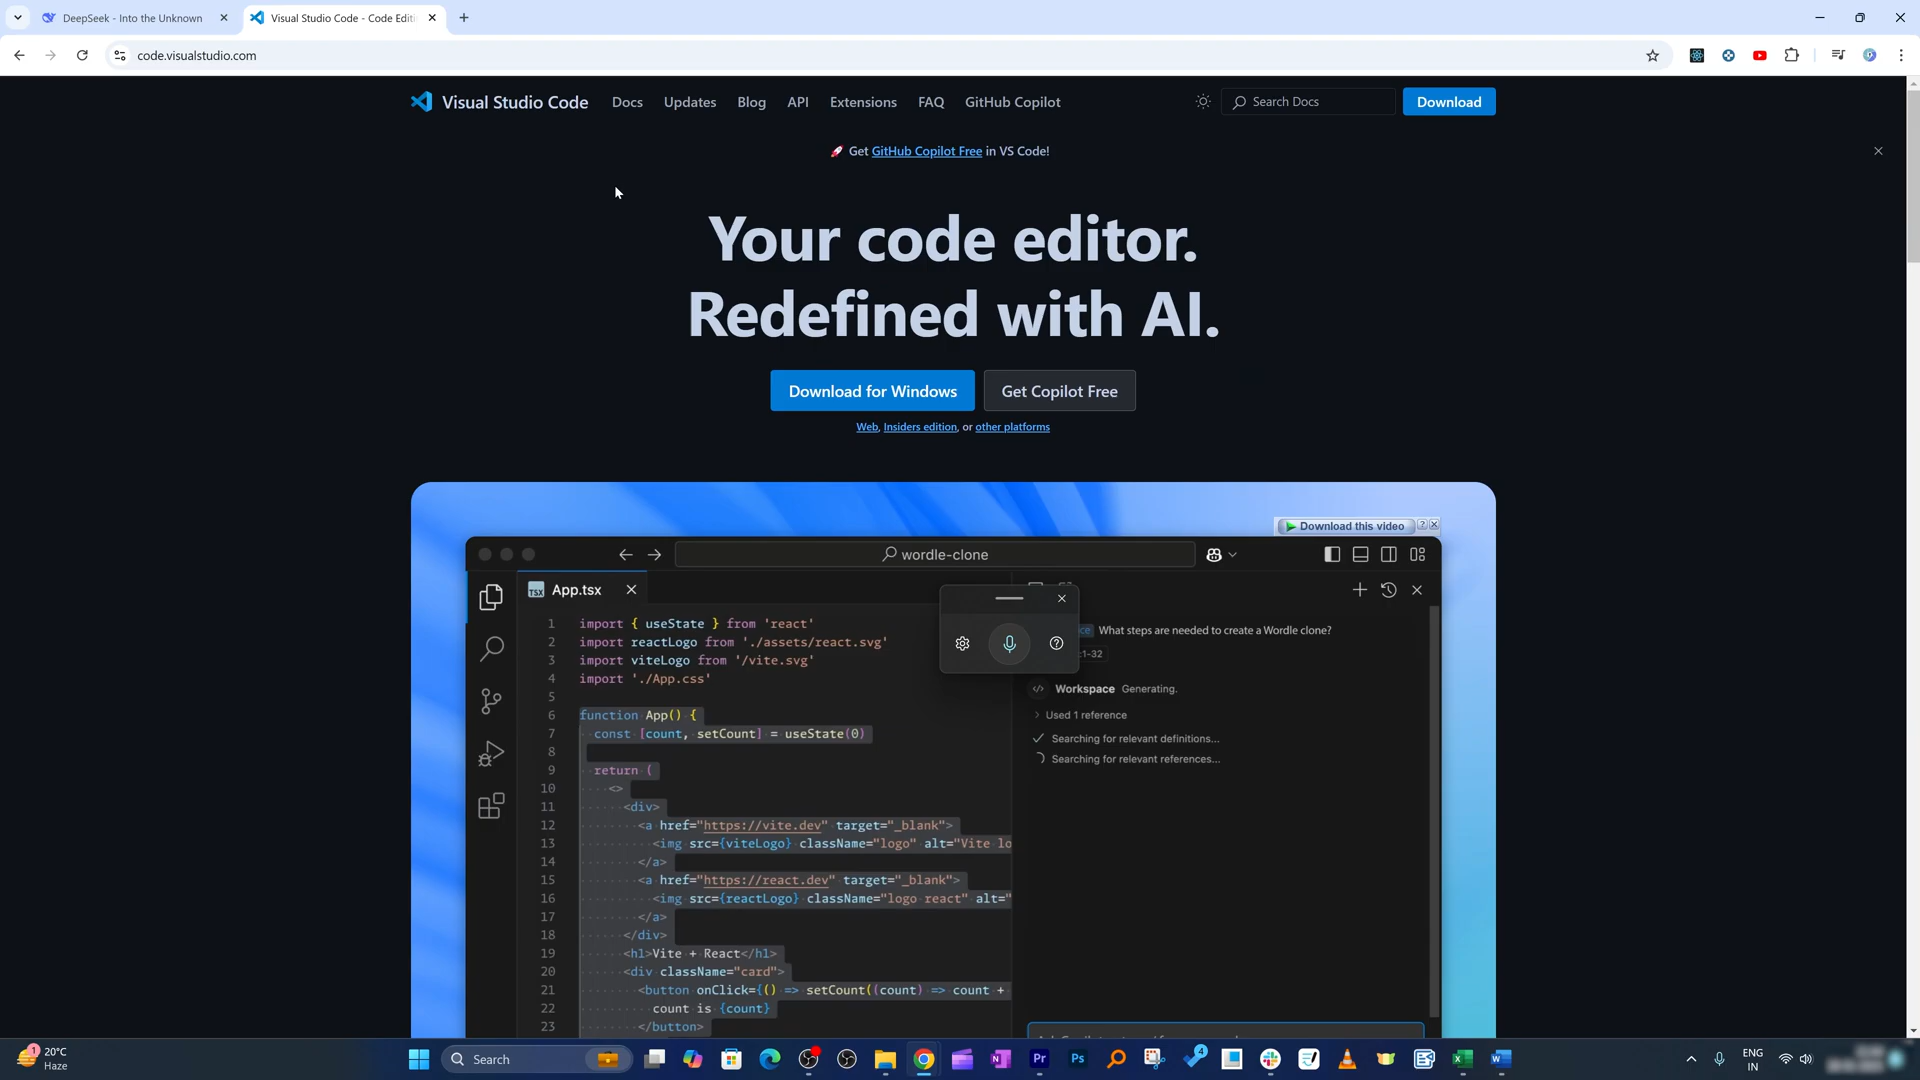 DeepSeek - Into the Unknown
Visual Studio Code - Code Editi
code.visualstudio.com
Visual Studio Code Docs Updates Blog API Extensions FAQ GitHub Copilot Search Docs Download
🚀 Get GitHub Copilot Free in VS Code!
Your code editor.
Redefined with AI.
Download for Windows Get Copilot Free
Web, Insiders edition, or other platforms
Download this video ?
wordle-clone
TSX App.tsx
1 import { useState } from 'react'
2 import reactLogo from './assets/react.svg'
3 import viteLogo from '/vite.svg'
4 import './App.css'
5
6 function App() {
7 const [count, setCount] = useState(0)
8
9 return (
10 <>
11 <div>
12 <a href="https://vite.dev" target="_blank">
13 <img src={viteLogo} className="logo" alt="Vite lo
14 </a>
15 <a href="https://react.dev" target="_blank">
16 <img src={reactLogo} className="logo react" alt="
17 </a>
18 </div>
19 <h1>Vite + React</h1>
20 <div className="card">
21 <button onClick={() => setCount((count) => count +
22 count is {count}
23 </button>
What steps are needed to create a Wordle clone?
:1-32
Workspace Generating.
Used 1 reference
Searching for relevant definitions...
Searching for relevant references...
1
20°C
Haze
Search
Pr
Ps
4
ENG
IN